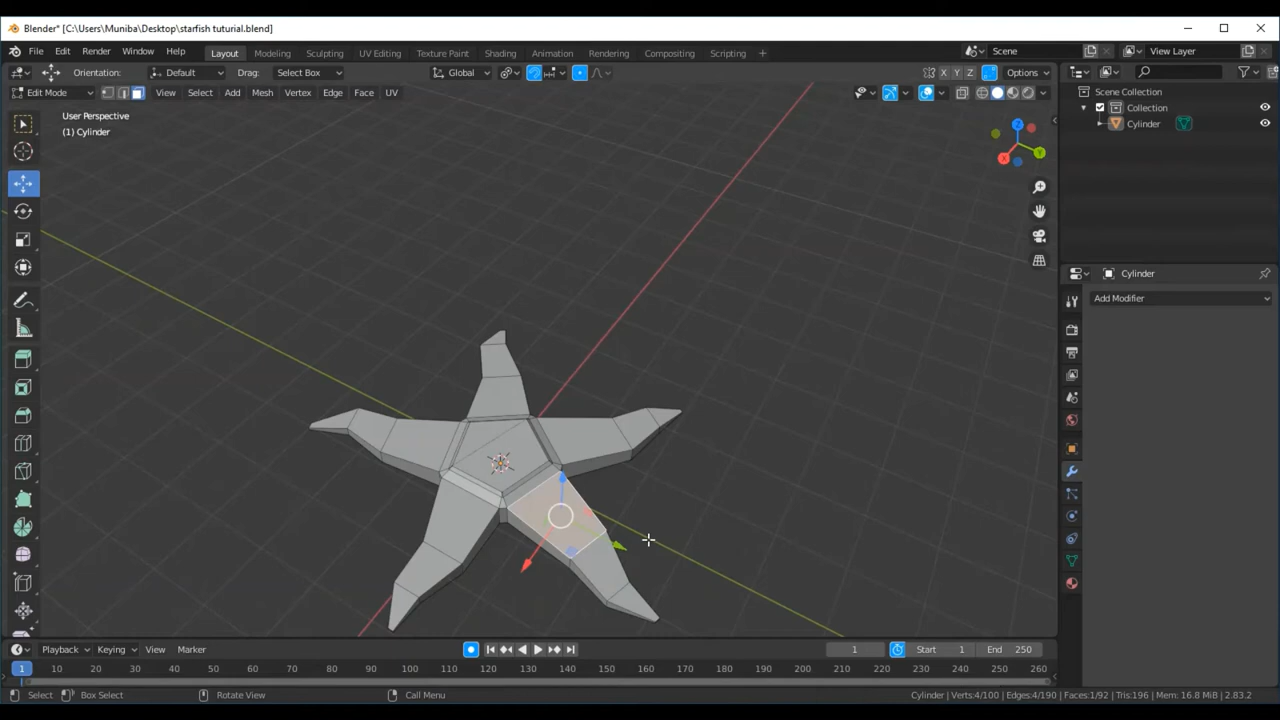 Blender* [C:\Users\Muniba\Desktop\starfish tuturial.blend]
File Edit Render Window Help Layout Modeling Sculpting UV Editing Texture Paint Shading Animation Rendering Compositing Scripting + Scene View Layer
Orientation: Default Drag: Select Box Global X Y Z Options
Edit Mode View Select Add Mesh Vertex Edge Face UV
Scene Collection
Collection
Cylinder
User Perspective
(1) Cylinder
Z
Y
X
Cylinder
Add Modifier
Playback Keying View Marker 1 Start 1 End 250
1 10 20 30 40 50 60 70 80 90 100 110 120 130 140 150 160 170 180 190 200 210 220 230 240 250 260
Select Box Select Rotate View Call Menu Cylinder | Verts:4/100 | Edges:4/190 | Faces:1/92 | Tris:196 | Mem: 16.8 MiB | 2.83.2